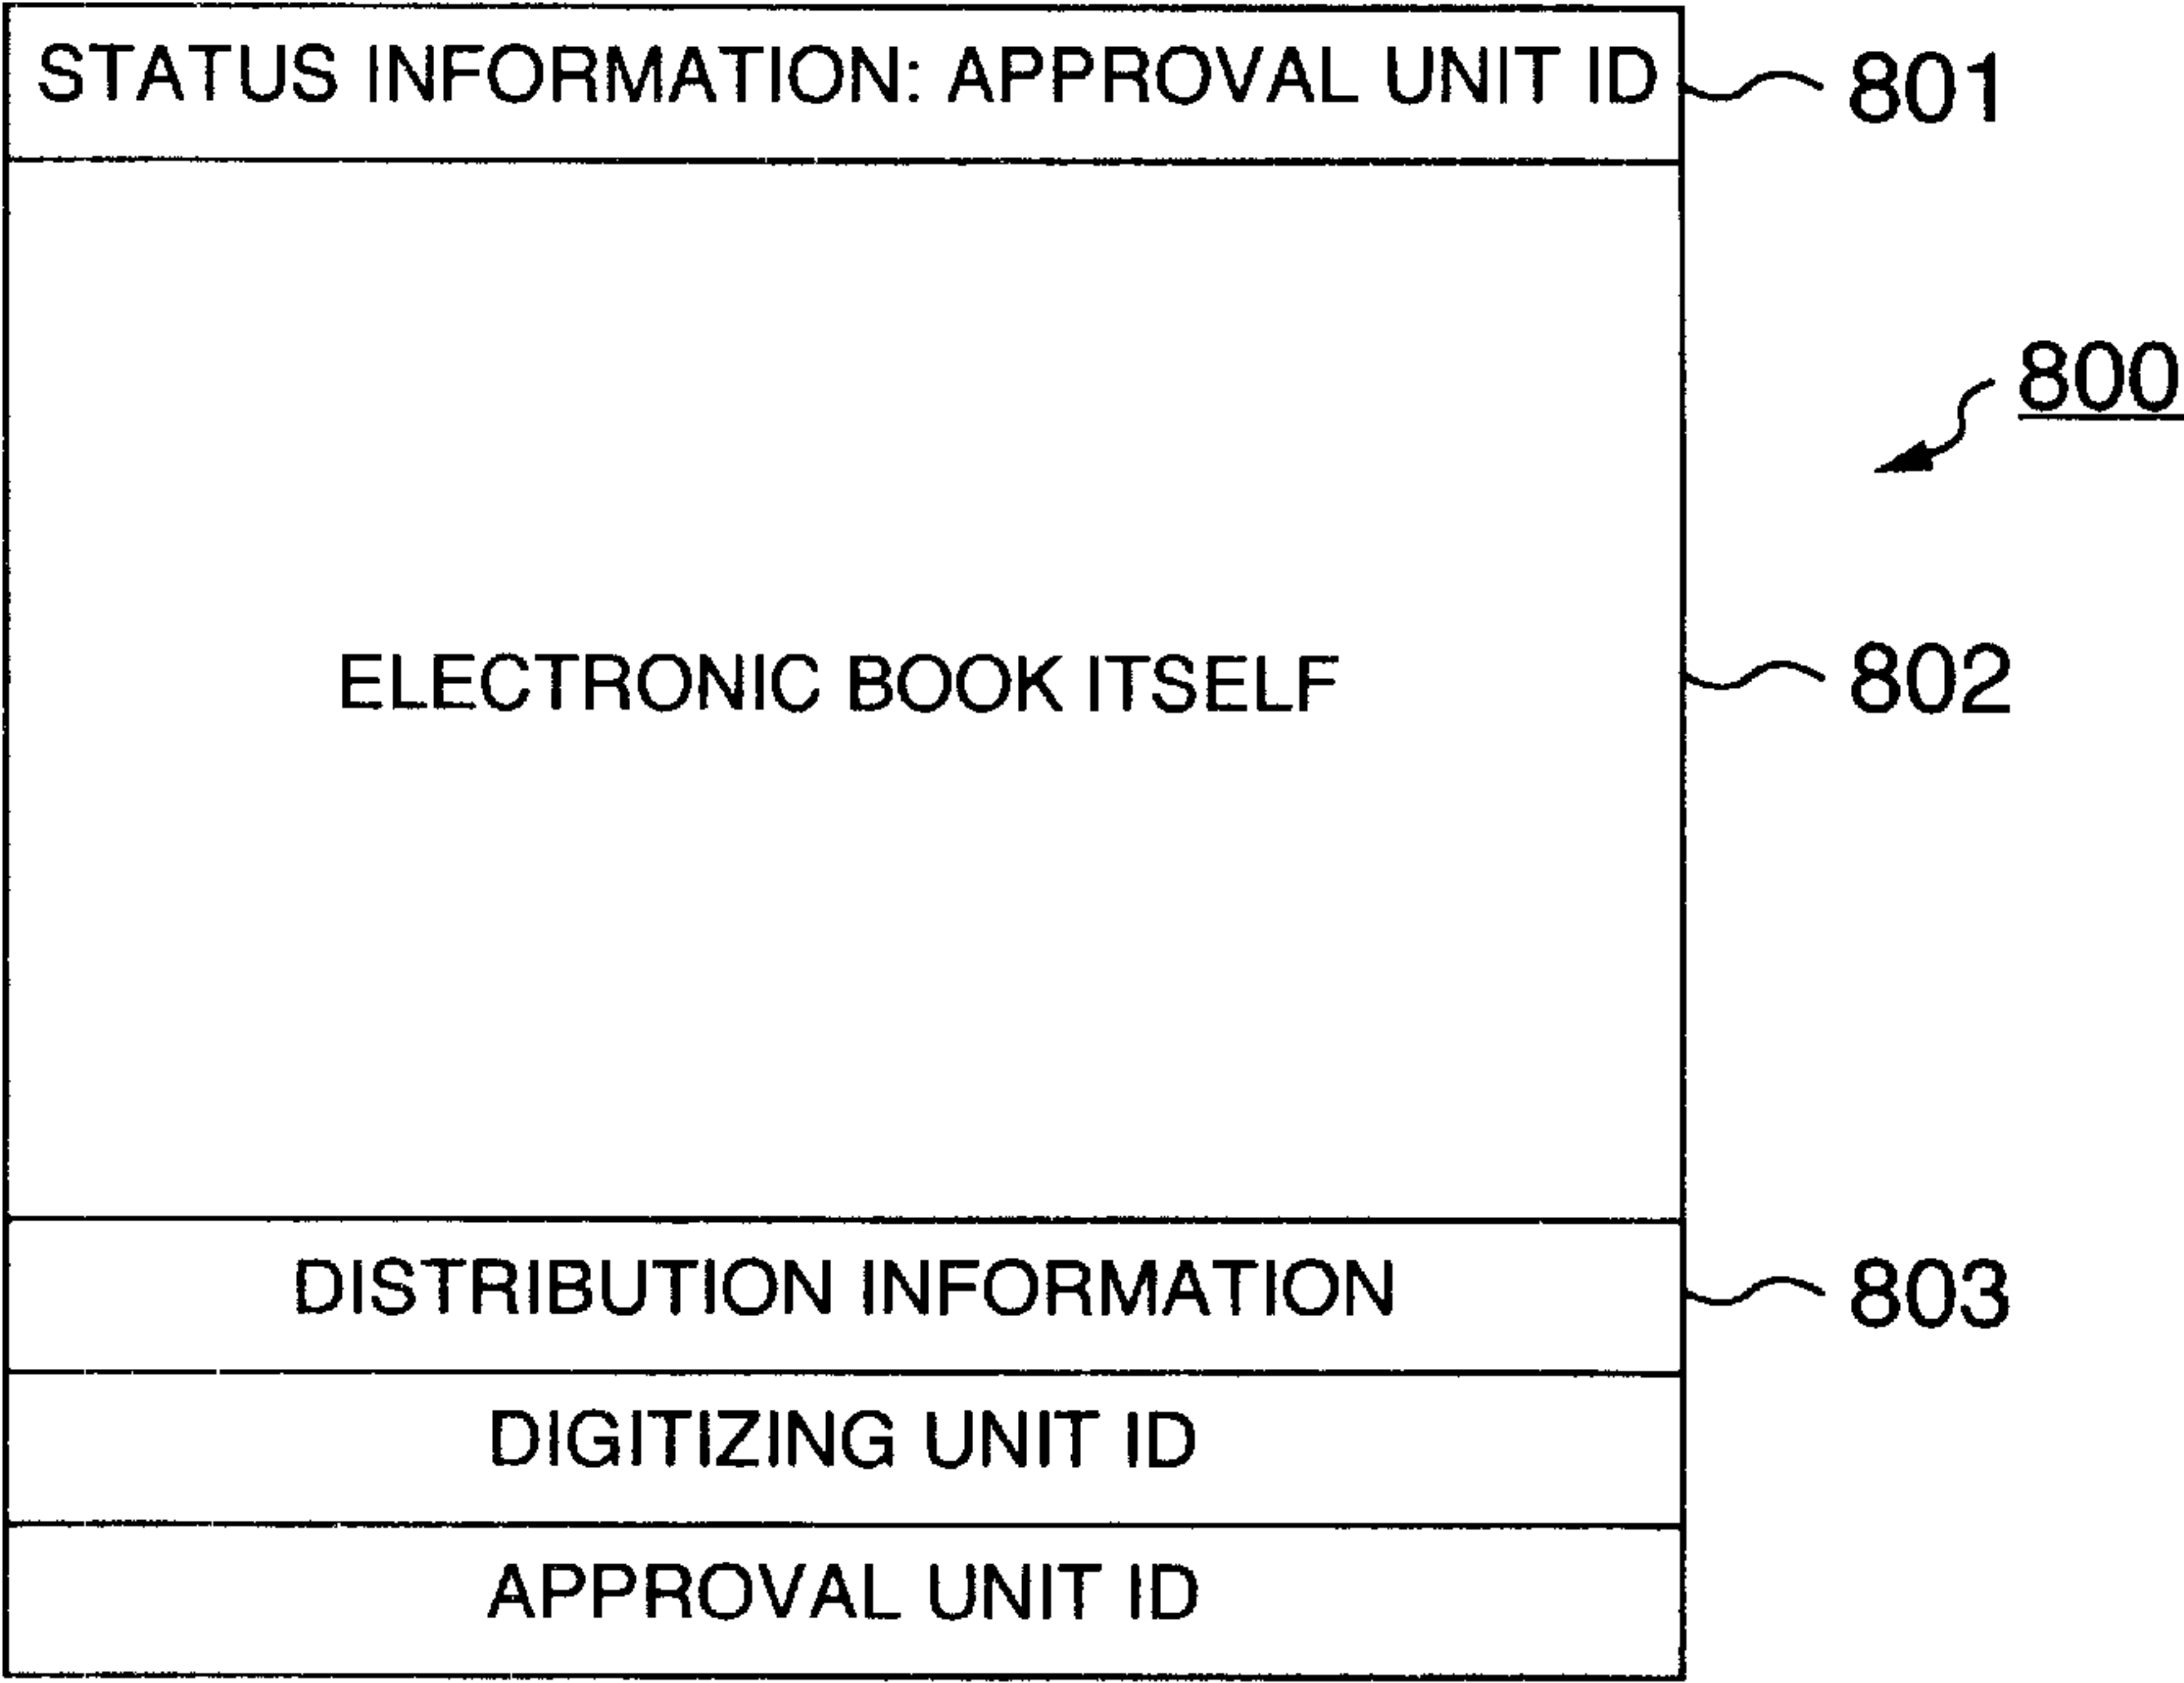 STATUS INFORMATION: APPROVAL UNIT ID 801
800
ELECTRONIC BOOK ITSELF 802
DISTRIBUTION INFORMATION 803
DIGITIZING UNIT ID
APPROVAL UNIT ID